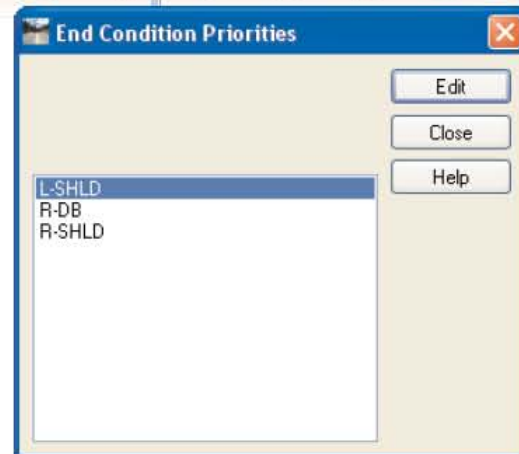 End Condition Priorities
Edit
Close
Help
L-SHLD
R-DB
R-SHLD